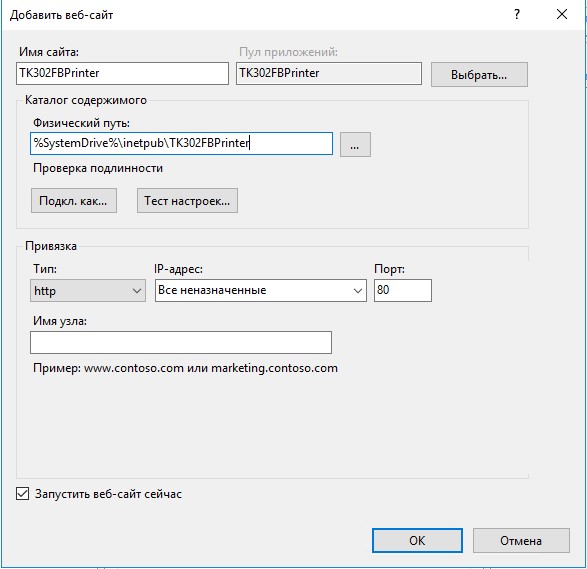 Добавить веб-сайт ?
Имя сайта: Пул приложений:
TK302FBPrinter TK302FBPrinter Выбрать...
Каталог содержимого
Физический путь:
%SystemDrive%\inetpub\TK302FBPrinter ...
Проверка подлинности
Подкл. как... Тест настроек...
Привязка
Тип: IP-адрес: Порт:
http Все неназначенные 80
Имя узла:
Пример: www.contoso.com или marketing.contoso.com
Запустить веб-сайт сейчас
OK Отмена